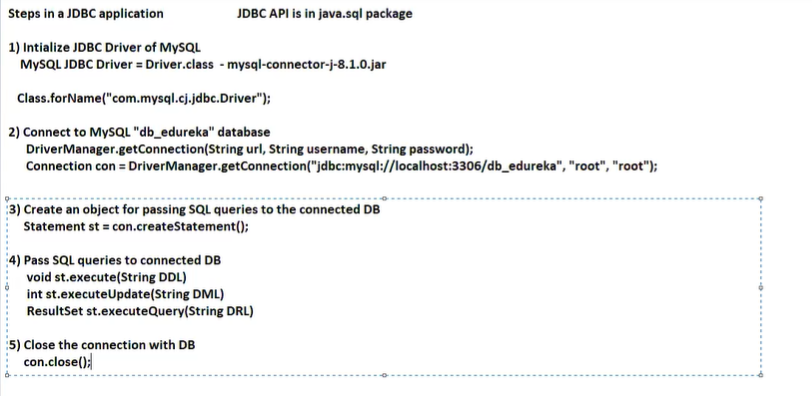 Steps in a JDBC application JDBC API is in java.sql package
1) Intialize JDBC Driver of MySQL
MySQL JDBC Driver = Driver.class - mysql-connector-j-8.1.0.jar
Class.forName("com.mysql.cj.jdbc.Driver");
2) Connect to MySQL "db_edureka" database
DriverManager.getConnection(String url, String username, String password);
Connection con = DriverManager.getConnection("jdbc:mysql://localhost:3306/db_edureka", "root", "root");
3) Create an object for passing SQL queries to the connected DB
Statement st = con.createStatement();
4) Pass SQL queries to connected DB
void st.execute(String DDL)
int st.executeUpdate(String DML)
ResultSet st.executeQuery(String DRL)
5) Close the connection with DB
con.close();